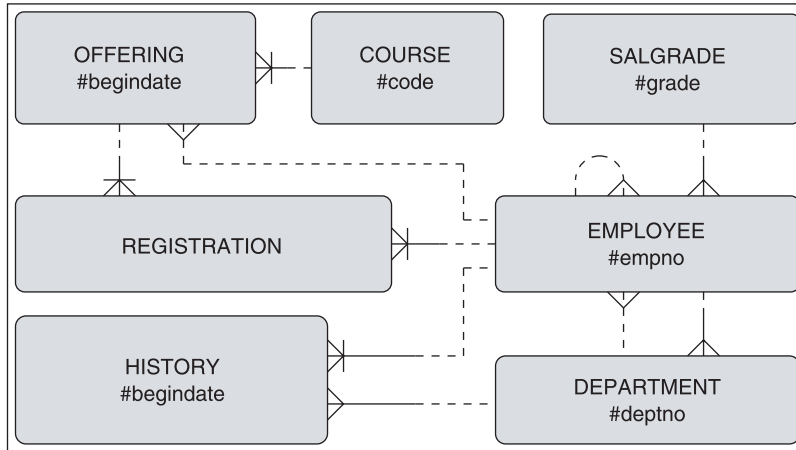 OFFERING
#begindate
COURSE
#code
SALGRADE
#grade
REGISTRATION
EMPLOYEE
#empno
HISTORY
#begindate
DEPARTMENT
#deptno